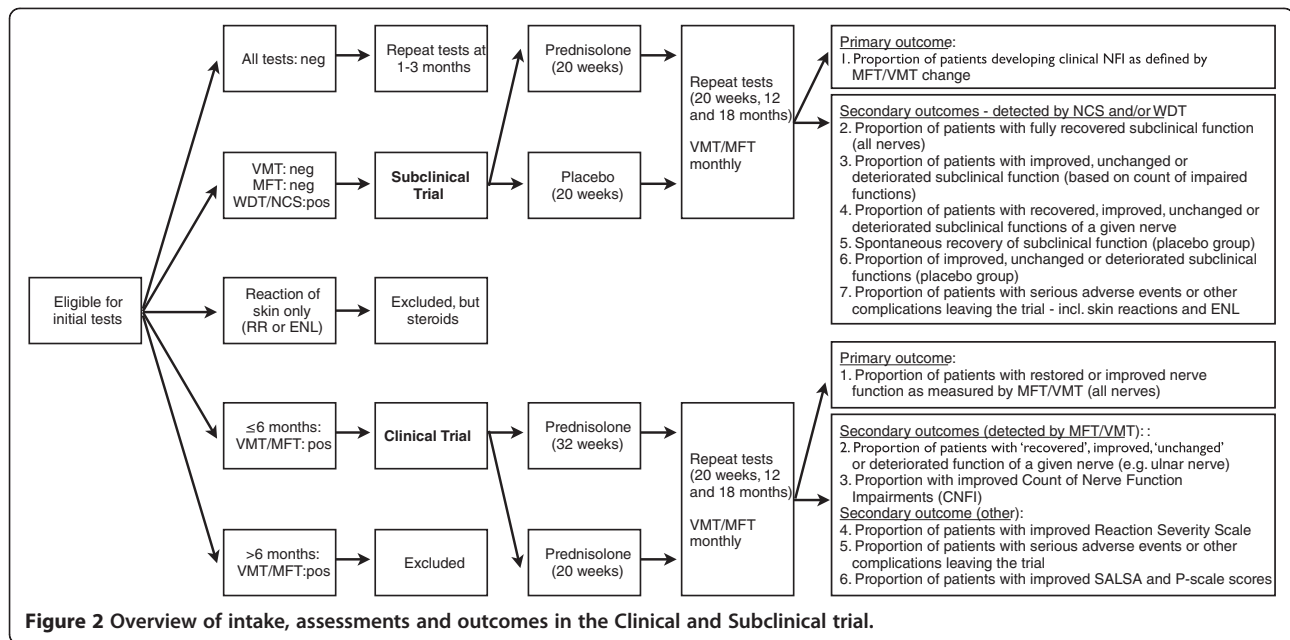 All tests: neg
Repeat tests at
1-3 months
Prednisolone
(20 weeks)
Repeat tests
(20 weeks, 12
and 18 months)
VMT/MFT
monthly
Primary outcome:
1. Proportion of patients developing clinical NFI as defined by
MFT/VMT change
Secondary outcomes - detected by NCS and/or WDT
2. Proportion of patients with fully recovered subclinical function
(all nerves)
3. Proportion of patients with improved, unchanged or
deteriorated subclinical function (based on count of impaired
functions)
4. Proportion of patients with recovered, improved, unchanged or
deteriorated subclinical functions of a given nerve
5. Spontaneous recovery of subclinical function (placebo group)
6. Proportion of improved, unchanged or deteriorated subclinical
functions (placebo group)
7. Proportion of patients with serious adverse events or other
complications leaving the trial - incl. skin reactions and ENL
VMT: neg
MFT: neg
WDT/NCS:pos
Subclinical
Trial
Placebo
(20 weeks)
Eligible for
initial tests
Reaction of
skin only
(RR or ENL)
Excluded, but
steroids
≤6 months:
VMT/MFT: pos
Clinical Trial
Prednisolone
(32 weeks)
Repeat tests
(20 weeks, 12
and 18 months)
VMT/MFT
monthly
Primary outcome:
1. Proportion of patients with restored or improved nerve
function as measured by MFT/VMT (all nerves)
Secondary outcomes (detected by MFT/VMT): :
2. Proportion of patients with 'recovered', improved, 'unchanged'
or deteriorated function of a given nerve (e.g. ulnar nerve)
3. Proportion with improved Count of Nerve Function
Impairments (CNFI)
Secondary outcome (other):
4. Proportion of patients with improved Reaction Severity Scale
5. Proportion of patients with serious adverse events or other
complications leaving the trial
6. Proportion of patients with improved SALSA and P-scale scores
>6 months:
VMT/MFT:pos
Excluded
Prednisolone
(20 weeks)
Figure 2 Overview of intake, assessments and outcomes in the Clinical and Subclinical trial.